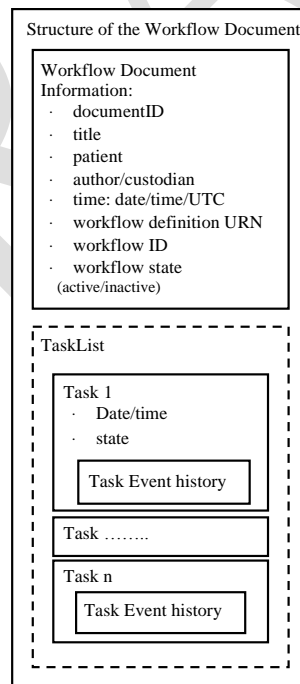 Structure of the Workflow Document
Workflow Document
Information:
· documentID
· title
· patient
· author/custodian
· time: date/time/UTC
· workflow definition URN
· workflow ID
· workflow state
(active/inactive)
TaskList
Task 1
· Date/time
· state
Task Event history
Task ……..
Task n
Task Event history